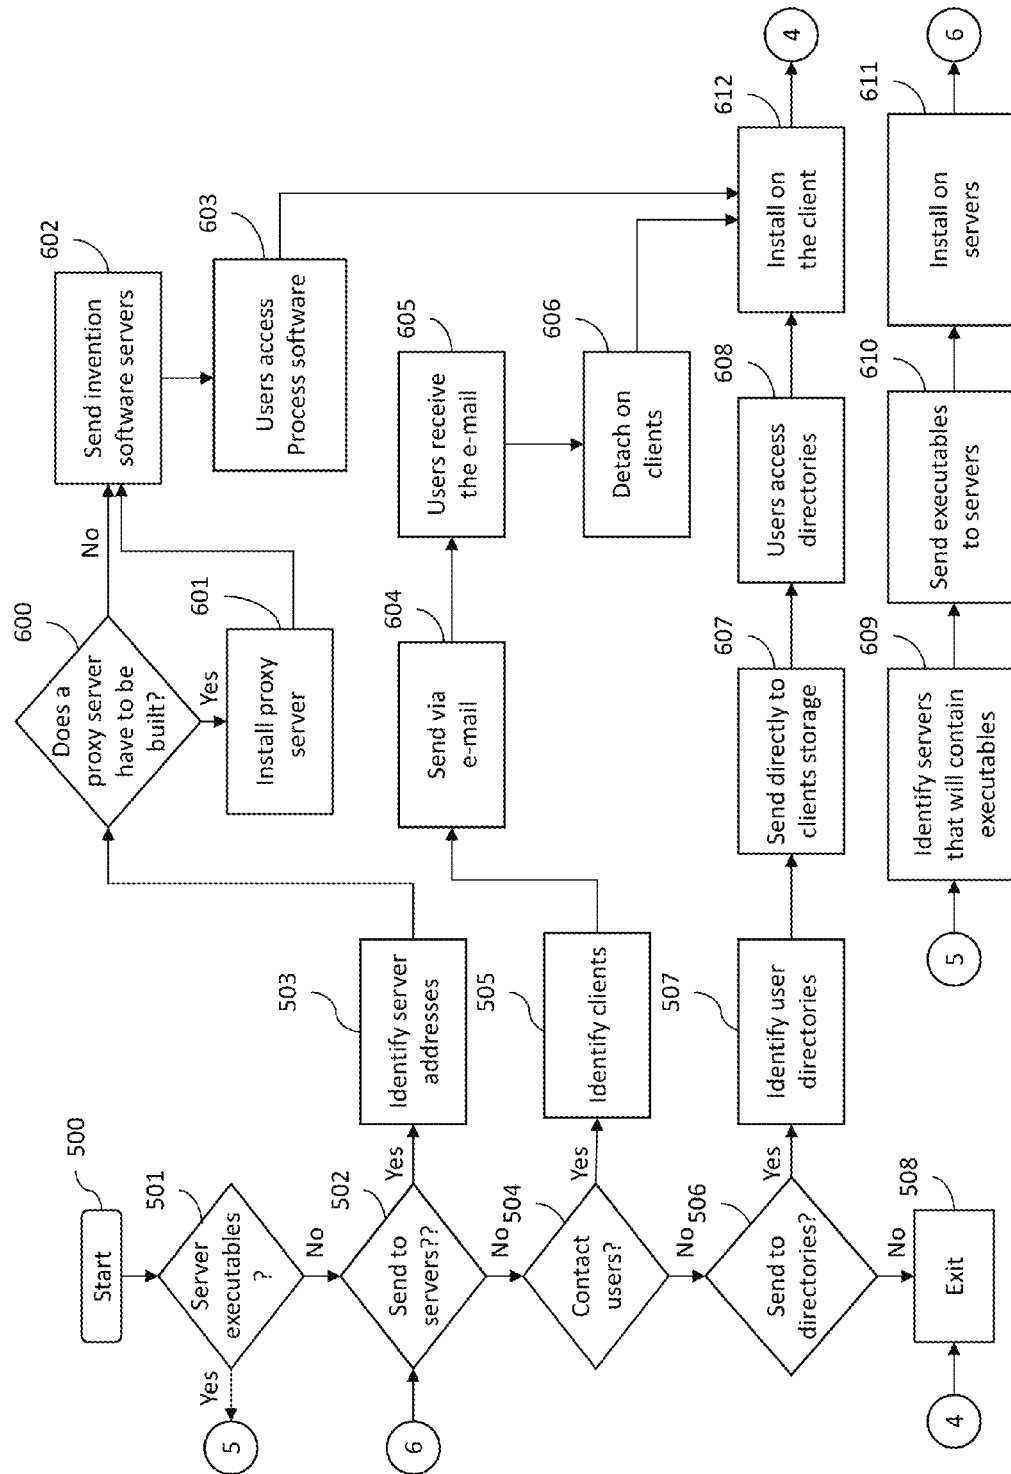 500
Start
501
Server
executables
?
Yes
5
No
502
Send to
servers??
6
Yes
503
Identify server
addresses
No
504
Contact
users?
Yes
505
Identify clients
No
506
Send to
directories?
Yes
507
Identify user
directories
No
508
Exit
4
600
Does a
proxy server
have to be
built?
Yes
601
Install proxy
server
No
602
Send invention
software servers
603
Users access
Process software
604
Send via
e-mail
605
Users receive
the e-mail
606
Detach on
clients
607
Send directly to
clients storage
608
Users access
directories
612
Install on
the client
4
5
609
Identify servers
that will contain
executables
610
Send executables
to servers
611
Install on
servers
6